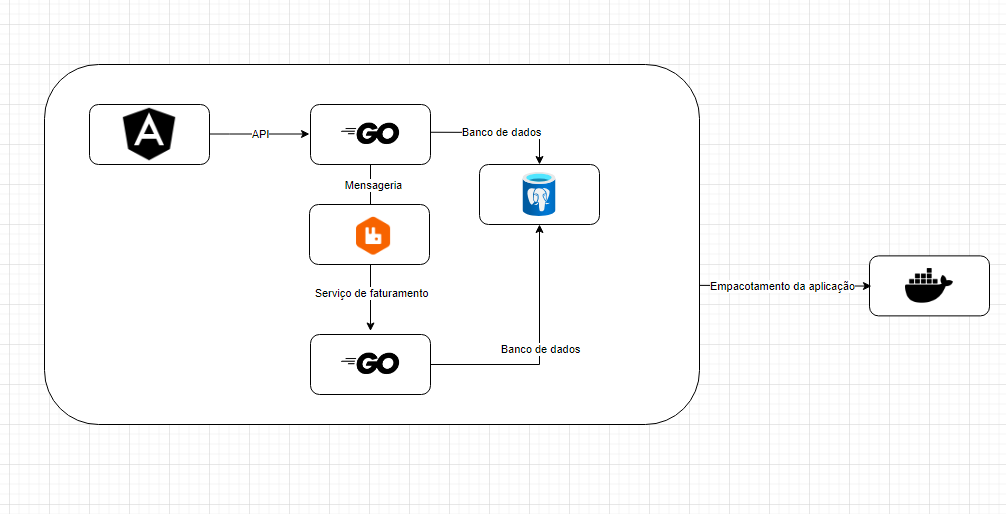 A
API
GO
Banco de dados
Mensageria
Serviço de faturamento
GO
Banco de dados
Empacotamento da aplicação